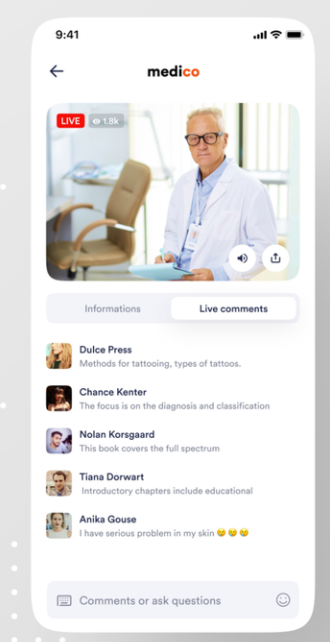 9:41
medico
LIVE 1.8k
Informations Live comments
Dulce Press
Methods for tattooing, types of tattoos.
Chance Kenter
The focus is on the diagnosis and classification
Nolan Korsgaard
This book covers the full spectrum
Tiana Dorwart
Introductory chapters include educational
Anika Gouse
I have serious problem in my skin 😅 😅 😅
Comments or ask questions